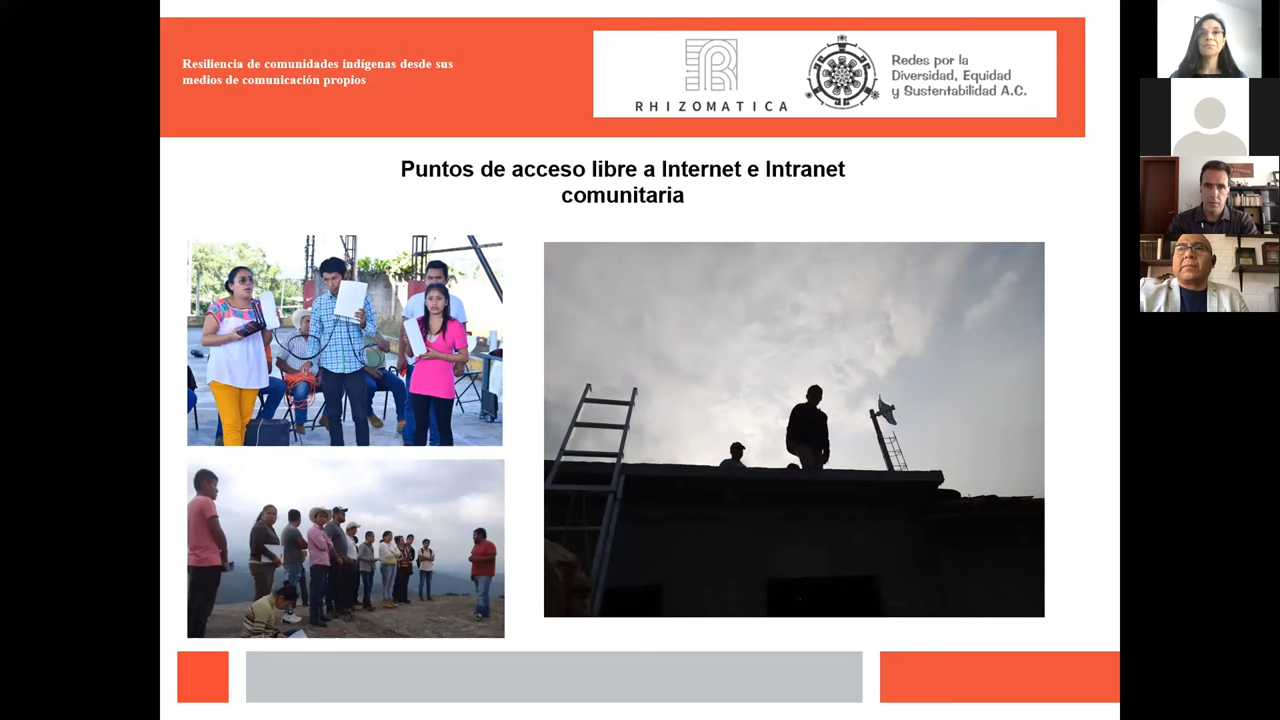 Resiliencia de comunidades indígenas desde sus
medios de comunicación propios
RHIZOMATICA
Redes por la
Diversidad, Equidad
y Sustentabilidad A.C.
Puntos de acceso libre a Internet e Intranet
comunitaria